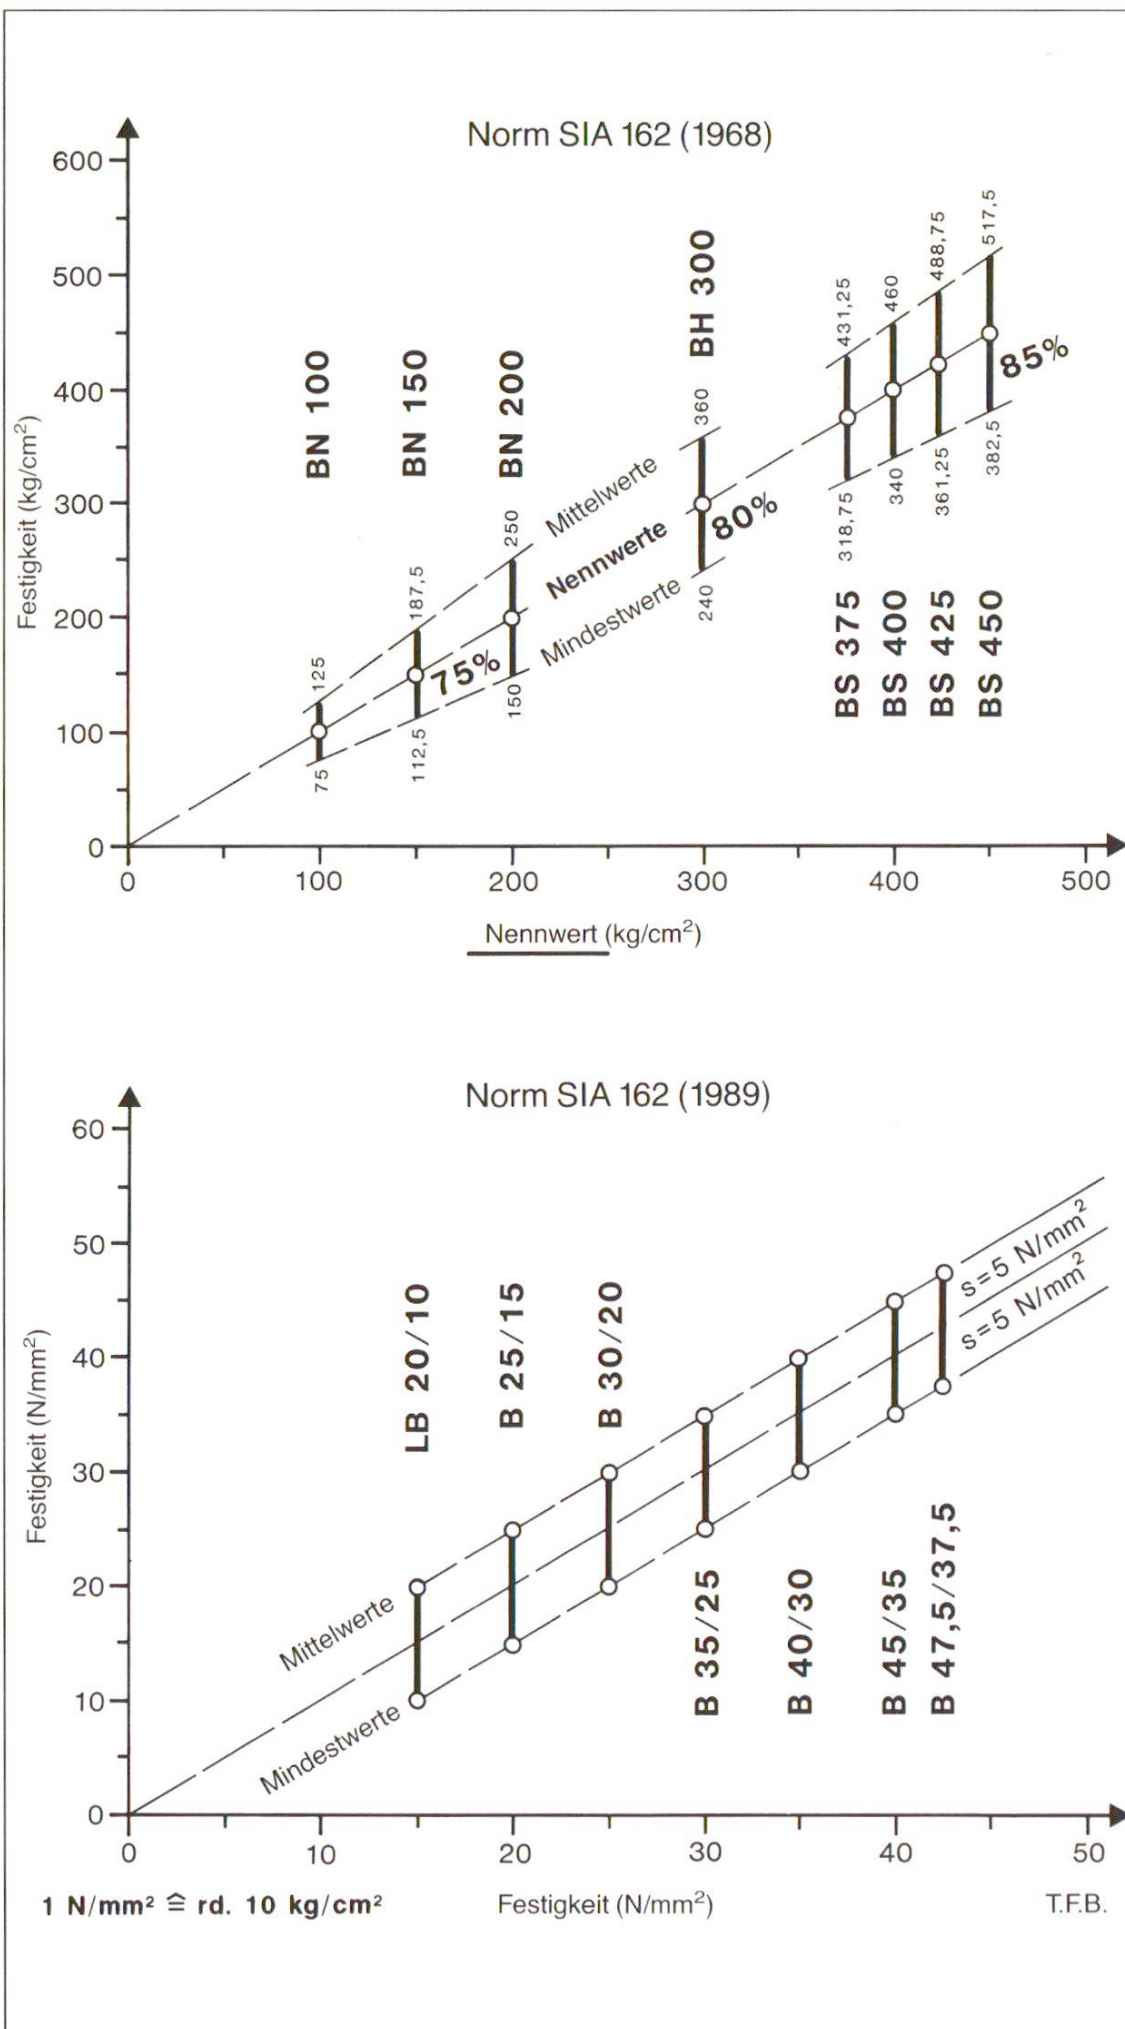 Norm SIA 162 (1968)
Festigkeit (kg/cm²)
600
500
400
300
200
100
0
0
100
200
300
400
500
Nennwert (kg/cm²)
BN 100
BN 150
BN 200
BH 300
BS 375
BS 400
BS 425
BS 450
125
75
187,5
112,5
250
150
360
240
431,25
318,75
460
340
488,75
361,25
517,5
382,5
75%
80%
85%
Mittelwerte
Nennwerte
Mindestwerte
Norm SIA 162 (1989)
Festigkeit (N/mm²)
60
50
40
30
20
10
0
0
10
20
30
40
50
LB 20/10
B 25/15
B 30/20
B 35/25
B 40/30
B 45/35
B 47,5/37,5
s=5 N/mm²
s=5 N/mm²
Mittelwerte
Mindestwerte
1 N/mm² ≙ rd. 10 kg/cm²
Festigkeit (N/mm²)
T.F.B.